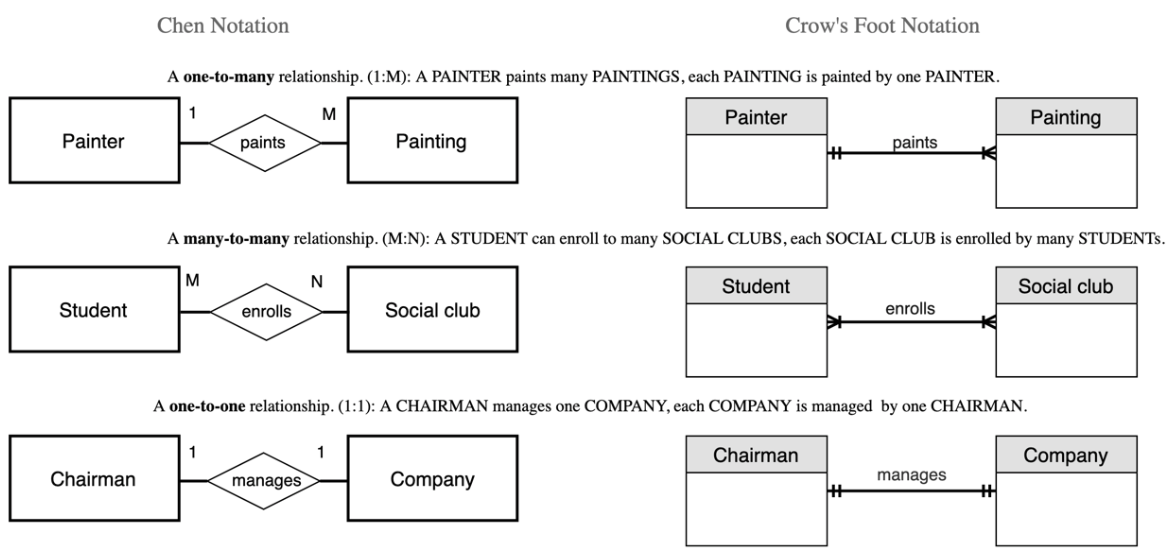 Chen Notation
Crow's Foot Notation
A one-to-many relationship. (1:M): A PAINTER paints many PAINTINGS, each PAINTING is painted by one PAINTER.
Painter
1
paints
M
Painting
Painter
paints
Painting
A many-to-many relationship. (M:N): A STUDENT can enroll to many SOCIAL CLUBS, each SOCIAL CLUB is enrolled by many STUDENTs.
Student
M
enrolls
N
Social club
Student
enrolls
Social club
A one-to-one relationship. (1:1): A CHAIRMAN manages one COMPANY, each COMPANY is managed  by one CHAIRMAN.
Chairman
1
manages
1
Company
Chairman
manages
Company